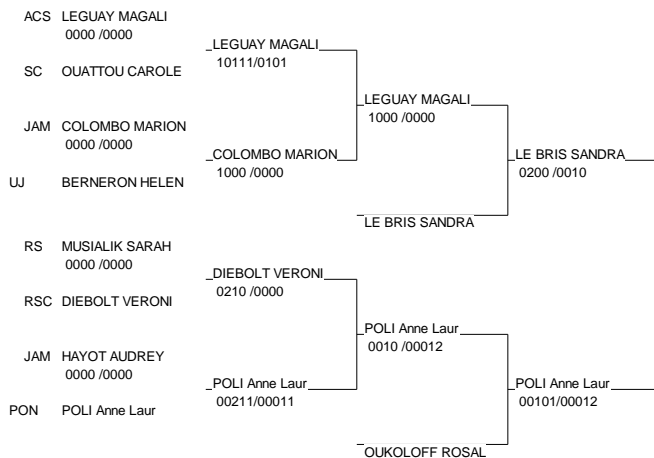 ACS LEGUAY MAGALI
0000 /0000
LEGUAY MAGALI
10111/0101
SC OUATTOU CAROLE
LEGUAY MAGALI
1000 /0000
JAM COLOMBO MARION
0000 /0000
COLOMBO MARION
1000 /0000
LE BRIS SANDRA
0200 /0010
UJ BERNERON HELEN
LE BRIS SANDRA
RS MUSIALIK SARAH
0000 /0000
DIEBOLT VERONI
0210 /0000
RSC DIEBOLT VERONI
POLI Anne Laur
0010 /00012
JAM HAYOT AUDREY
0000 /0000
POLI Anne Laur
00211/00011
POLI Anne Laur
00101/00012
PON POLI Anne Laur
OUKOLOFF ROSAL